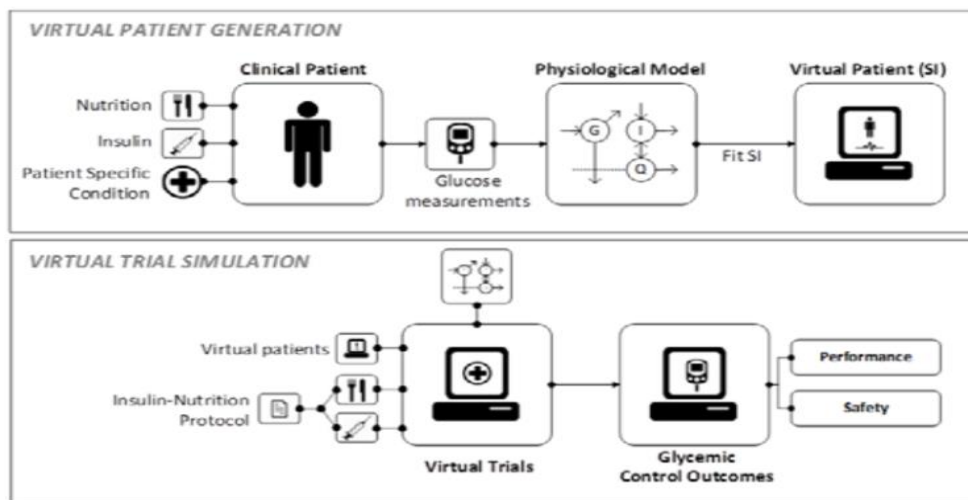 VIRTUAL PATIENT GENERATION
Clinical Patient
Physiological Model
Virtual Patient (SI)
Nutrition
Insulin
Patient Specific
Condition
Glucose
measurements
G
I
Q
Fit SI
VIRTUAL TRIAL SIMULATION
Virtual patients
Insulin-Nutrition
Protocol
Virtual Trials
Glycemic
Control Outcomes
Performance
Safety